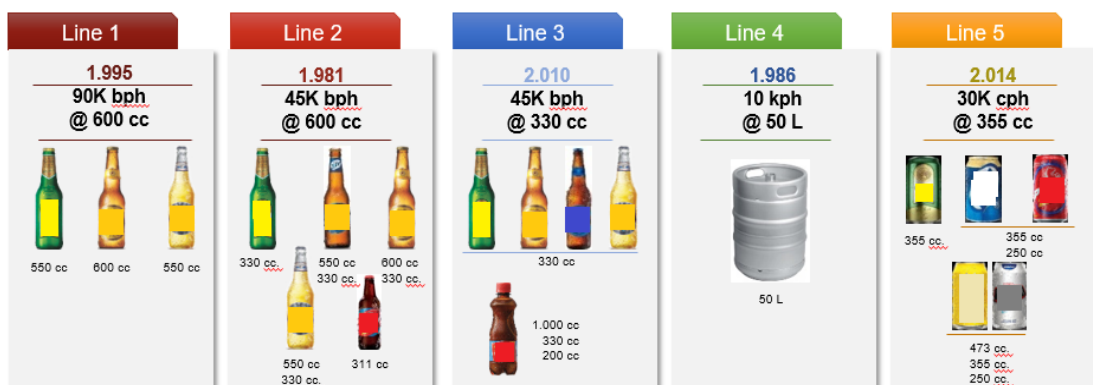 Line 1
1.995
90K bph
@ 600 cc
550 cc
600 cc
550 cc
Line 2
1.981
45K bph
@ 600 cc
330 cc.
550 cc
330 cc.
600 cc
330 cc.
550 cc
330 cc.
311 cc
Line 3
2.010
45K bph
@ 330 cc
330 cc
1.000 cc
330 cc
200 cc
Line 4
1.986
10 kph
@ 50 L
50 L
Line 5
2.014
30K cph
@ 355 cc
355 cc.
355 cc
250 cc
473 cc.
355 cc.
250 cc.